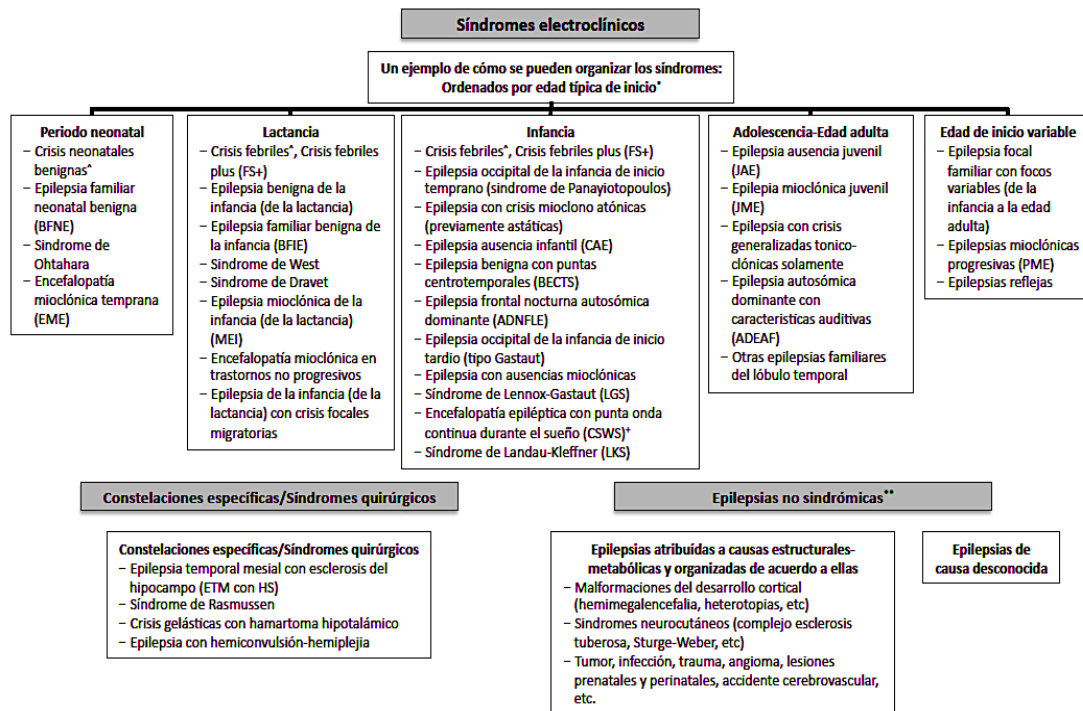 Síndromes electroclínicos
Un ejemplo de cómo se pueden organizar los síndromes:
Ordenados por edad típica de inicio*
Periodo neonatal
– Crisis neonatales
benignas^
– Epilepsia familiar
neonatal benigna
(BFNE)
– Sindrome de
Ohtahara
– Encefalopatía
mioclónica temprana
(EME)
Lactancia
– Crisis febriles^, Crisis febriles
plus (FS+)
– Epilepsia benigna de la
infancia (de la lactancia)
– Epilepsia familiar benigna de
la infancia (BFIE)
– Sindrome de West
– Sindrome de Dravet
– Epilepsia mioclónica de la
infancia (de la lactancia)
(MEI)
– Encefalopatía mioclónica en
trastornos no progresivos
– Epilepsia de la infancia (de la
lactancia) con crisis focales
migratorias
Infancia
– Crisis febriles^, Crisis febriles plus (FS+)
– Epilepsia occipital de la infancia de inicio
temprano (sindrome de Panayiotopoulos)
– Epilepsia con crisis mioclono atónicas
(previamente astáticas)
– Epilepsia ausencia infantil (CAE)
– Epilepsia benigna con puntas
centrotemporales (BECTS)
– Epilepsia frontal nocturna autosómica
dominante (ADNFLE)
– Epilepsia occipital de la infancia de inicio
tardio (tipo Gastaut)
– Epilepsia con ausencias mioclónicas
– Síndrome de Lennox-Gastaut (LGS)
– Encefalopatía epiléptica con punta onda
continua durante el sueño (CSWS)+
– Síndrome de Landau-Kleffner (LKS)
Adolescencia-Edad adulta
– Epilepsia ausencia juvenil
(JAE)
– Epilepia mioclónica juvenil
(JME)
– Epilepsia con crisis
generalizadas tonico-
clónicas solamente
– Epilepsia autosómica
dominante con
caracteristicas auditivas
(ADEAF)
– Otras epilepsias familiares
del lóbulo temporal
Edad de inicio variable
– Epilepsia focal
familiar con focos
variables (de la
infancia a la edad
adulta)
– Epilepsias mioclónicas
progresivas (PME)
– Epilepsias reflejas
Constelaciones específicas/Síndromes quirúrgicos
Constelaciones específicas/Síndromes quirúrgicos
– Epilepsia temporal mesial con esclerosis del
hipocampo (ETM con HS)
– Síndrome de Rasmussen
– Crisis gelásticas con hamartoma hipotalámico
– Epilepsia con hemiconvulsión-hemiplejia
Epilepsias no sindrómicas**
Epilepsias atribuídas a causas estructurales-
metabólicas y organizadas de acuerdo a ellas
– Malformaciones del desarrollo cortical
(hemimegalencefalia, heterotopias, etc)
– Sindromes neurocutáneos (complejo esclerosis
tuberosa, Sturge-Weber, etc)
– Tumor, infección, trauma, angioma, lesiones
prenatales y perinatales, accidente cerebrovascular,
etc.
Epilepsias de
causa desconocida